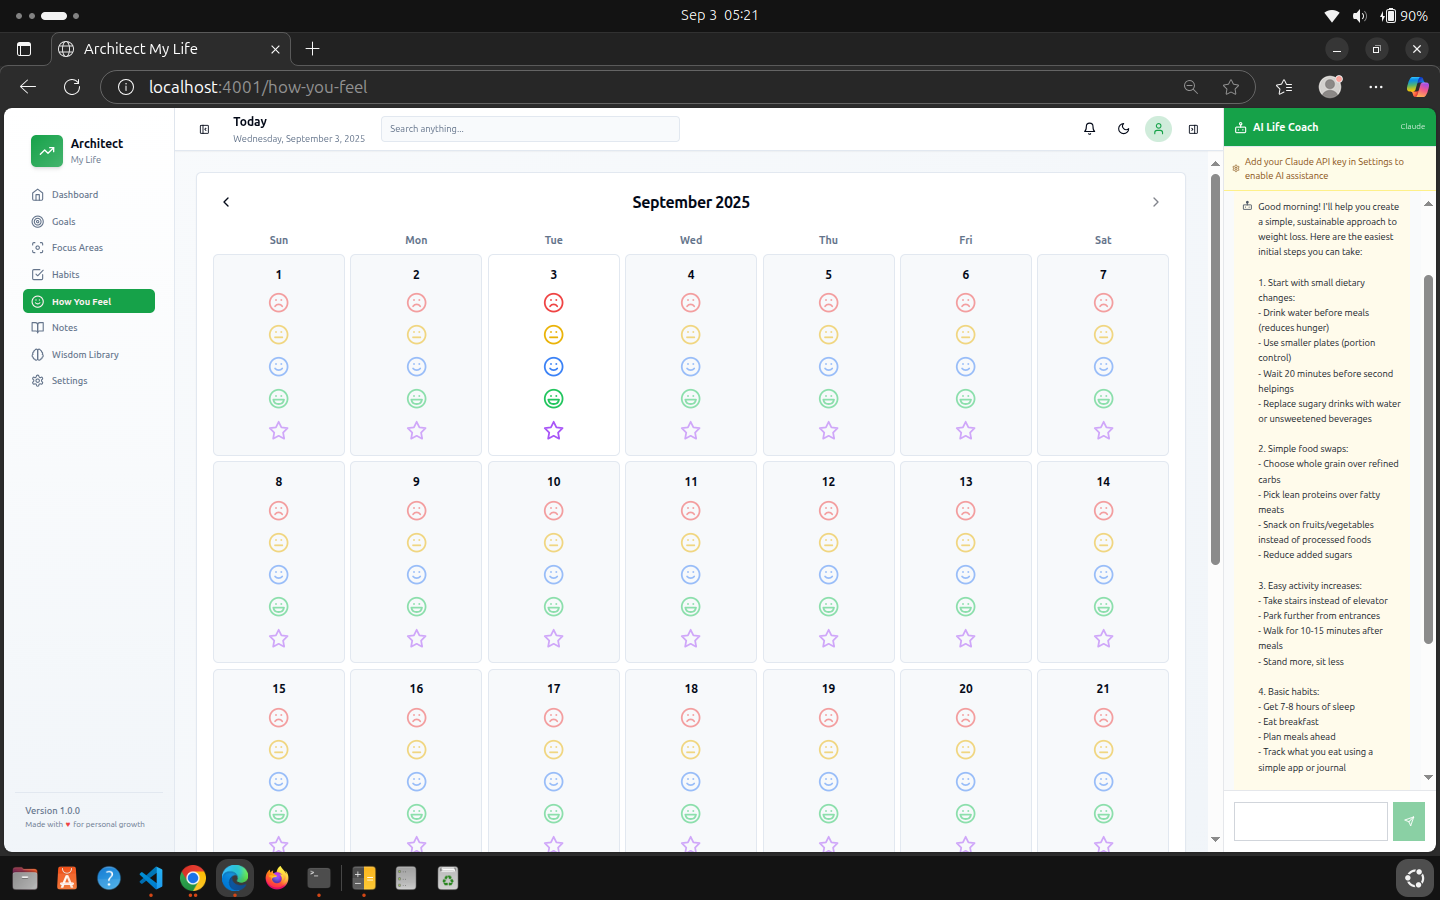 Sep 3 05:21
90%
Architect My Life
localhost:4001/how-you-feel
Architect
My Life
Dashboard
Goals
Focus Areas
Habits
How You Feel
Notes
Wisdom Library
Settings
Version 1.0.0
Made with ♥ for personal growth
Today
Wednesday, September 3, 2025
Search anything...
September 2025
Sun Mon Tue Wed Thu Fri Sat
1 2 3 4 5 6 7
8 9 10 11 12 13 14
15 16 17 18 19 20 21
AI Life Coach
Claude
Add your Claude API key in Settings to
enable AI assistance
Good morning! I'll help you create
a simple, sustainable approach to
weight loss. Here are the easiest
initial steps you can take:
1. Start with small dietary
changes:
- Drink water before meals
(reduces hunger)
- Use smaller plates (portion
control)
- Wait 20 minutes before second
helpings
- Replace sugary drinks with water
or unsweetened beverages
2. Simple food swaps:
- Choose whole grain over refined
carbs
- Pick lean proteins over fatty
meats
- Snack on fruits/vegetables
instead of processed foods
- Reduce added sugars
3. Easy activity increases:
- Take stairs instead of elevator
- Park further from entrances
- Walk for 10-15 minutes after
meals
- Stand more, sit less
4. Basic habits:
- Get 7-8 hours of sleep
- Eat breakfast
- Plan meals ahead
- Track what you eat using a
simple app or journal